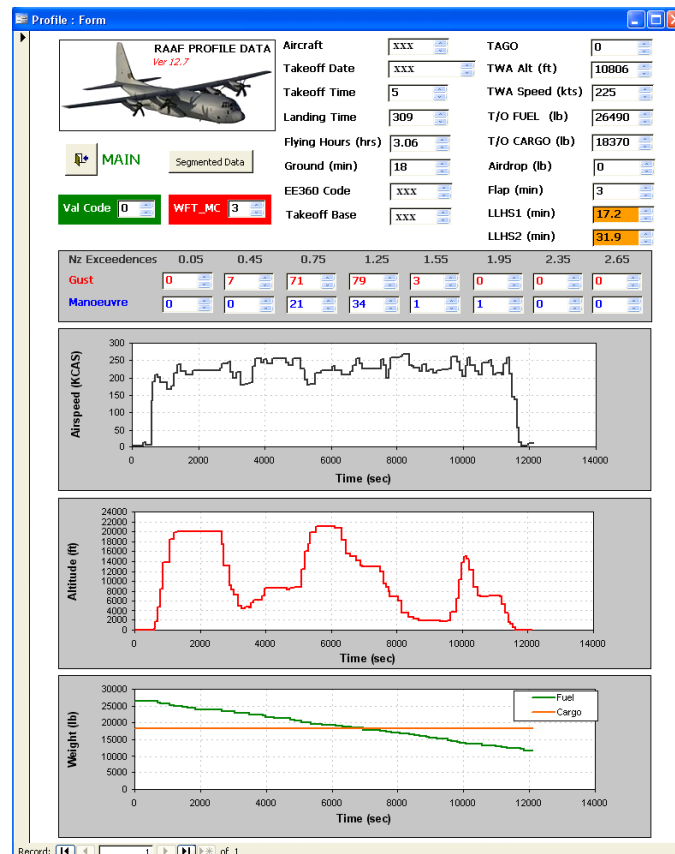 Profile : Form
RAAF PROFILE DATA
Ver 12.7
Aircraft xxx TAGO 0
Takeoff Date xxx TWA Alt (ft) 10806
Takeoff Time 5 TWA Speed (kts) 225
Landing Time 309 T/O FUEL (lb) 26490
Flying Hours (hrs) 3.06 T/O CARGO (lb) 18370
MAIN Segmented Data Ground (min) 18 Airdrop (lb) 0
EE360 Code xxx Flap (min) 3
Val Code 0 WFT_MC 3 Takeoff Base xxx LLHS1 (min) 17.2
LLHS2 (min) 31.9
Nz Exceedences 0.05 0.45 0.75 1.25 1.55 1.95 2.35 2.65
Gust 0 7 71 79 3 0 0 0
Manoeuvre 0 0 21 34 1 1 0 0
Airspeed (KCAS)
300
250
200
150
100
50
0
0 2000 4000 6000 8000 10000 12000 14000
Time (sec)
Altitude (ft)
24000
22000
20000
18000
16000
14000
12000
10000
8000
6000
4000
2000
0
0 2000 4000 6000 8000 10000 12000 14000
Time (sec)
Weight (lb)
30000
25000
20000
15000
10000
5000
0
Fuel
Cargo
0 2000 4000 6000 8000 10000 12000 14000
Time (sec)
Record: 1 of 1